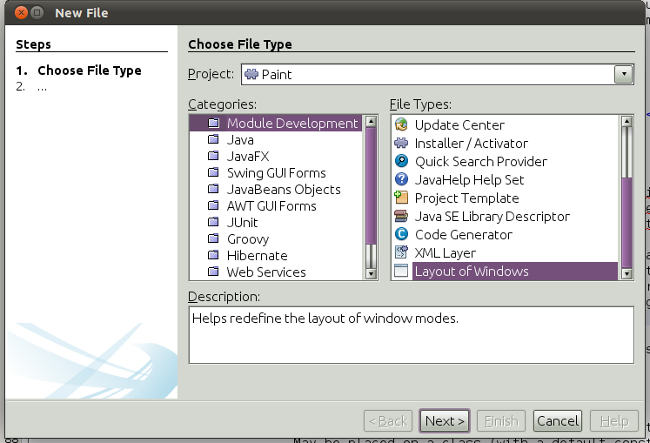 New File
Steps
1. Choose File Type
2. ...
Choose File Type
Project: Paint
Categories:
Module Development
Java
JavaFX
Swing GUI Forms
JavaBeans Objects
AWT GUI Forms
JUnit
Groovy
Hibernate
Web Services
File Types:
Update Center
Installer / Activator
Quick Search Provider
JavaHelp Help Set
Project Template
Java SE Library Descriptor
Code Generator
XML Layer
Layout of Windows
Description:
Helps redefine the layout of window modes.
< Back Next > Finish Cancel Help
May be placed on a class (with a default